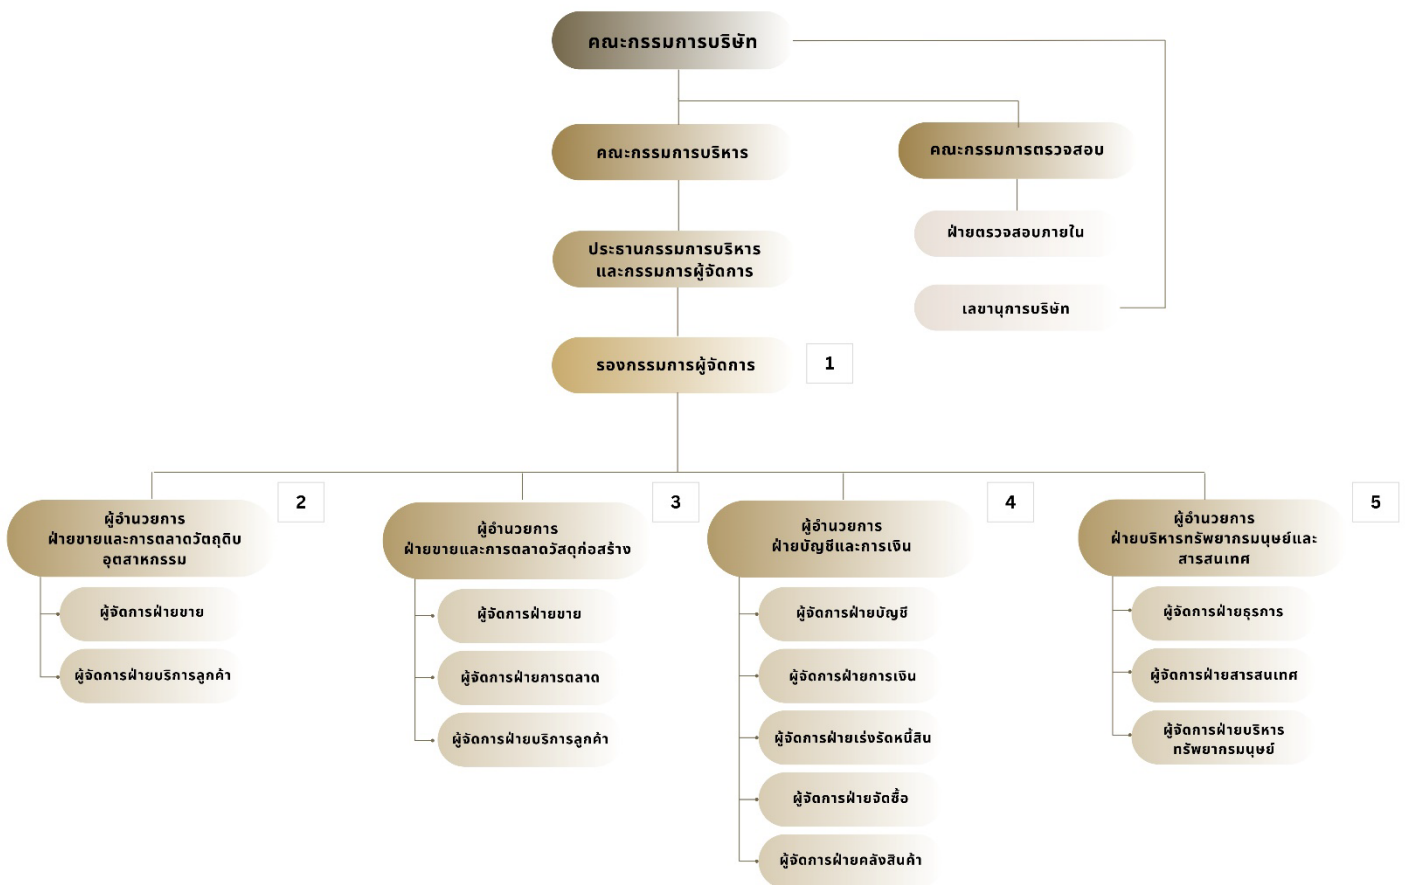 คณะกรรมการบริษัท
คณะกรรมการบริหาร
คณะกรรมการตรวจสอบ
ฝ่ายตรวจสอบภายใน
ประธานกรรมการบริหาร
และกรรมการผู้จัดการ
เลขานุการบริษัท
รองกรรมการผู้จัดการ
1
2
ผู้อำนวยการ
ฝ่ายขายและการตลาดวัตถุดิบ
อุตสาหกรรม
ผู้จัดการฝ่ายขาย
ผู้จัดการฝ่ายบริการลูกค้า
3
ผู้อำนวยการ
ฝ่ายขายและการตลาดวัสดุก่อสร้าง
ผู้จัดการฝ่ายขาย
ผู้จัดการฝ่ายการตลาด
ผู้จัดการฝ่ายบริการลูกค้า
4
ผู้อำนวยการ
ฝ่ายบัญชีและการเงิน
ผู้จัดการฝ่ายบัญชี
ผู้จัดการฝ่ายการเงิน
ผู้จัดการฝ่ายเร่งรัดหนี้สิน
ผู้จัดการฝ่ายจัดซื้อ
ผู้จัดการฝ่ายคลังสินค้า
5
ผู้อำนวยการ
ฝ่ายบริหารทรัพยากรมนุษย์และ
สารสนเทศ
ผู้จัดการฝ่ายธุรการ
ผู้จัดการฝ่ายสารสนเทศ
ผู้จัดการฝ่ายบริหาร
ทรัพยากรมนุษย์